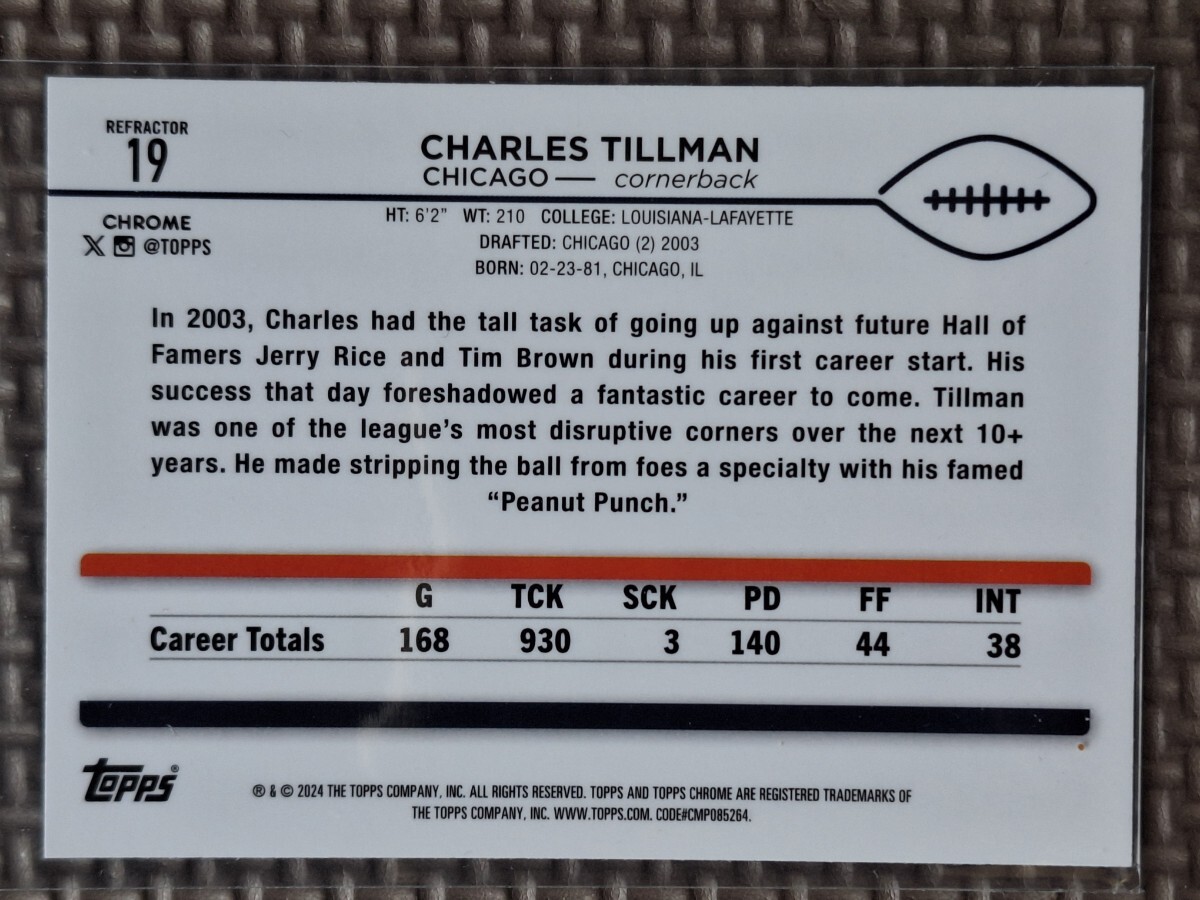 REFRACTOR
19
CHARLES TILLMAN
CHICAGO — cornerback
CHROME
X @TOPPS
HT: 6'2" WT: 210 COLLEGE: LOUISIANA-LAFAYETTE
DRAFTED: CHICAGO (2) 2003
BORN: 02-23-81, CHICAGO, IL
In 2003, Charles had the tall task of going up against future Hall of
Famers Jerry Rice and Tim Brown during his first career start. His
success that day foreshadowed a fantastic career to come. Tillman
was one of the league's most disruptive corners over the next 10+
years. He made stripping the ball from foes a specialty with his famed
“Peanut Punch.”
G TCK SCK PD FF INT
Career Totals 168 930 3 140 44 38
Topps®
® & © 2024 THE TOPPS COMPANY, INC. ALL RIGHTS RESERVED. TOPPS AND TOPPS CHROME ARE REGISTERED TRADEMARKS OF
THE TOPPS COMPANY, INC. WWW.TOPPS.COM. CODE#CMP085264.